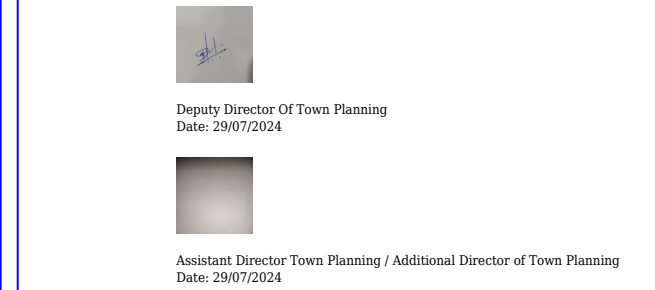 Deputy Director Of Town Planning
Date: 29/07/2024
Assistant Director Town Planning / Additional Director of Town Planning
Date: 29/07/2024